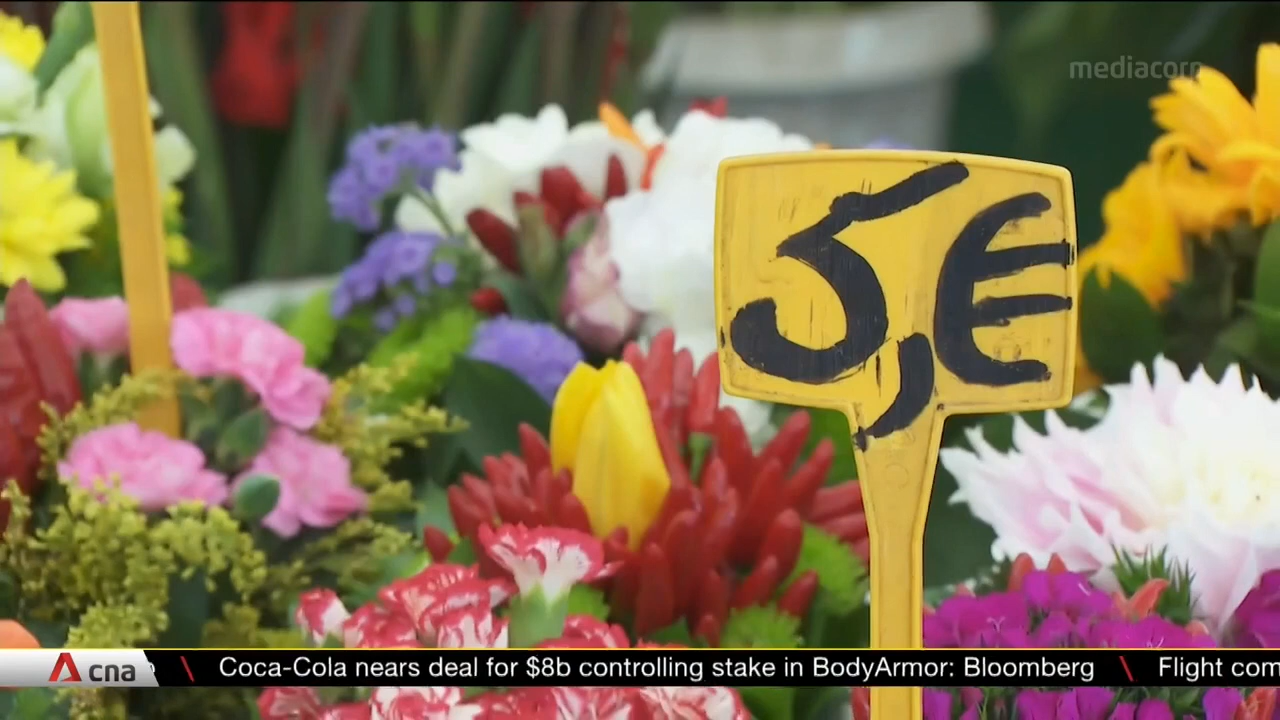 mediacorp
5,€
cna
\ Coca-Cola nears deal for $8b controlling stake in BodyArmor: Bloomberg \ Flight com